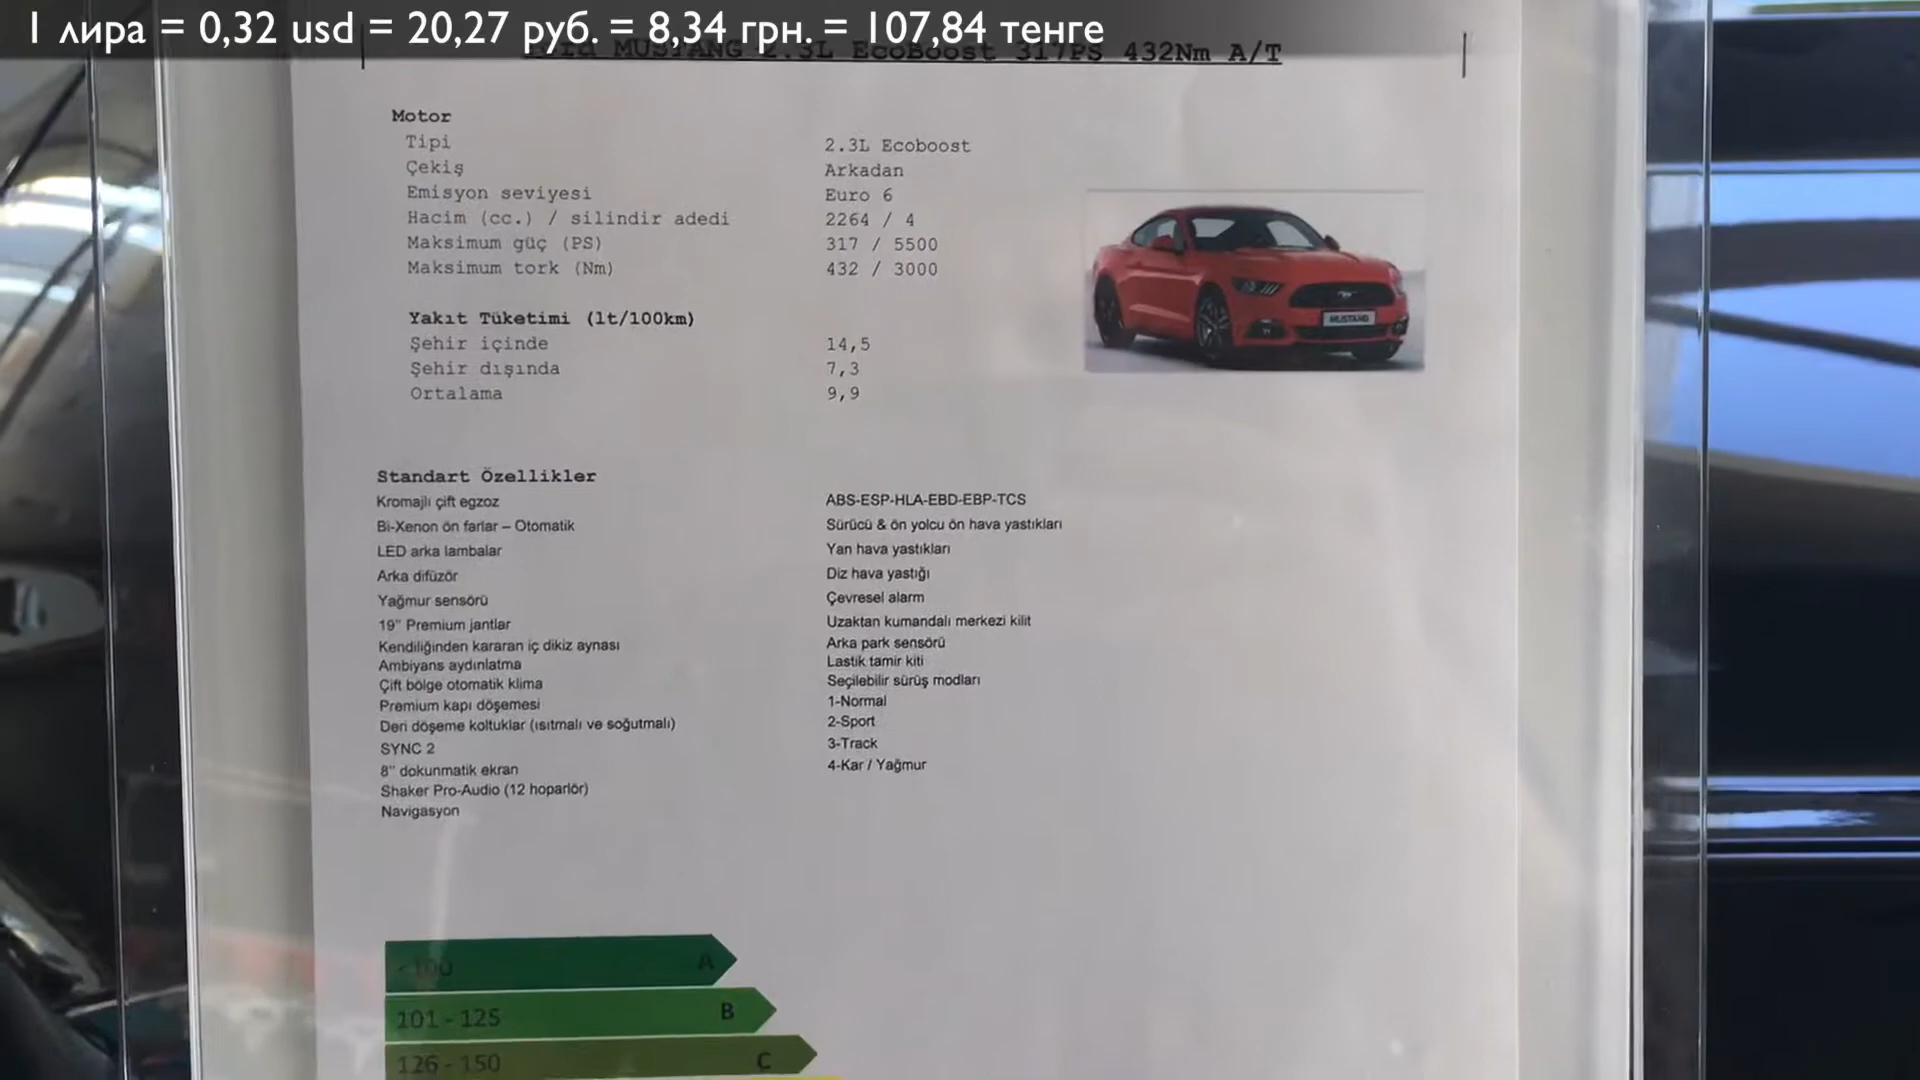 1 лира = 0,32 usd = 20,27 руб. = 8,34 грн. = 107,84 тенге
MUSTANG 2.3L EcoBoost 317PS 432Nm A/T
Motor
Tipi 2.3L Ecoboost
Çekiş Arkadan
Emisyon seviyesi Euro 6
Hacim (cc.) / silindir adedi 2264 / 4
Maksimum güç (PS) 317 / 5500
Maksimum tork (Nm) 432 / 3000
MUSTANG
Yakıt Tüketimi (lt/100km)
Şehir içinde 14,5
Şehir dışında 7,3
Ortalama 9,9
Standart Özellikler
Kromajlı çift egzoz
Bi-Xenon ön farlar – Otomatik
LED arka lambalar
Arka difüzör
Yağmur sensörü
19" Premium jantlar
Kendiliğinden kararan iç dikiz aynası
Ambiyans aydınlatma
Çift bölge otomatik klima
Premium kapı döşemesi
Deri döşeme koltuklar (ısıtmalı ve soğutmalı)
SYNC 2
8" dokunmatik ekran
Shaker Pro-Audio (12 hoparlör)
Navigasyon
ABS-ESP-HLA-EBD-EBP-TCS
Sürücü & ön yolcu ön hava yastıkları
Yan hava yastıkları
Diz hava yastığı
Çevresel alarm
Uzaktan kumandalı merkezi kilit
Arka park sensörü
Lastik tamir kiti
Seçilebilir sürüş modları
1-Normal
2-Sport
3-Track
4-Kar / Yağmur
<100 A
101 - 125 B
126 - 150 C